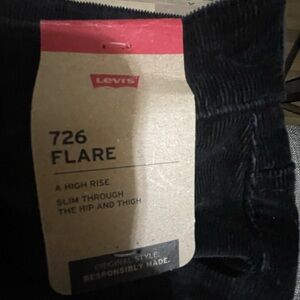 Levi's
726
FLARE
A HIGH RISE
SLIM THROUGH
THE HIP AND THIGH
ORIGINAL STYLE.
RESPONSIBLY MADE.